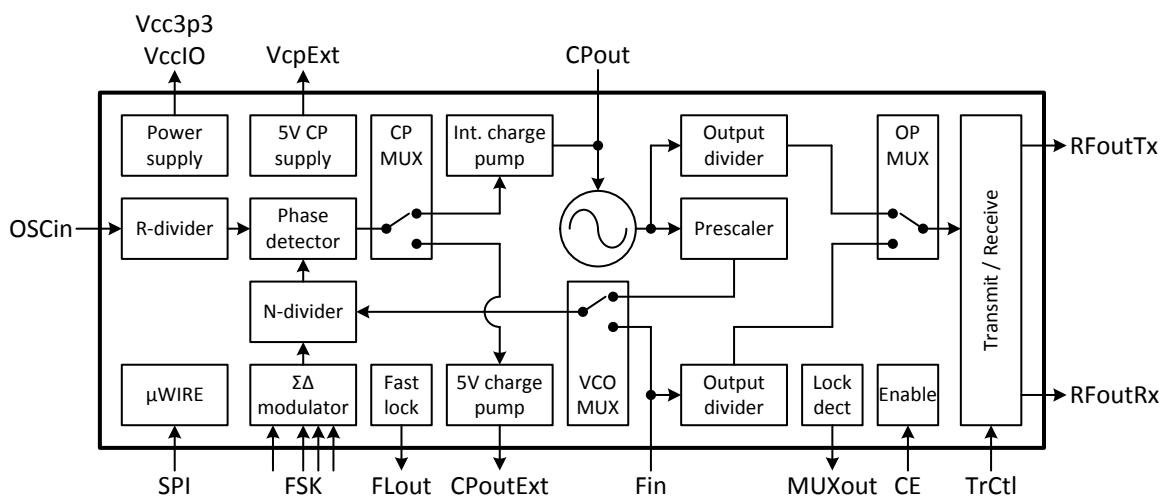 Vcc3p3
VccIO
VcpExt
CPout
Power
supply
5V CP
supply
CP
MUX
Int. charge
pump
Output
divider
OP
MUX
RFoutTx
OSCin
R-divider
Phase
detector
Prescaler
Transmit / Receive
N-divider
µWIRE
ΣΔ
modulator
Fast
lock
5V charge
pump
VCO
MUX
Output
divider
Lock
dect
Enable
RFoutRx
SPI
FSK
FLout
CPoutExt
Fin
MUXout
CE
TrCtl